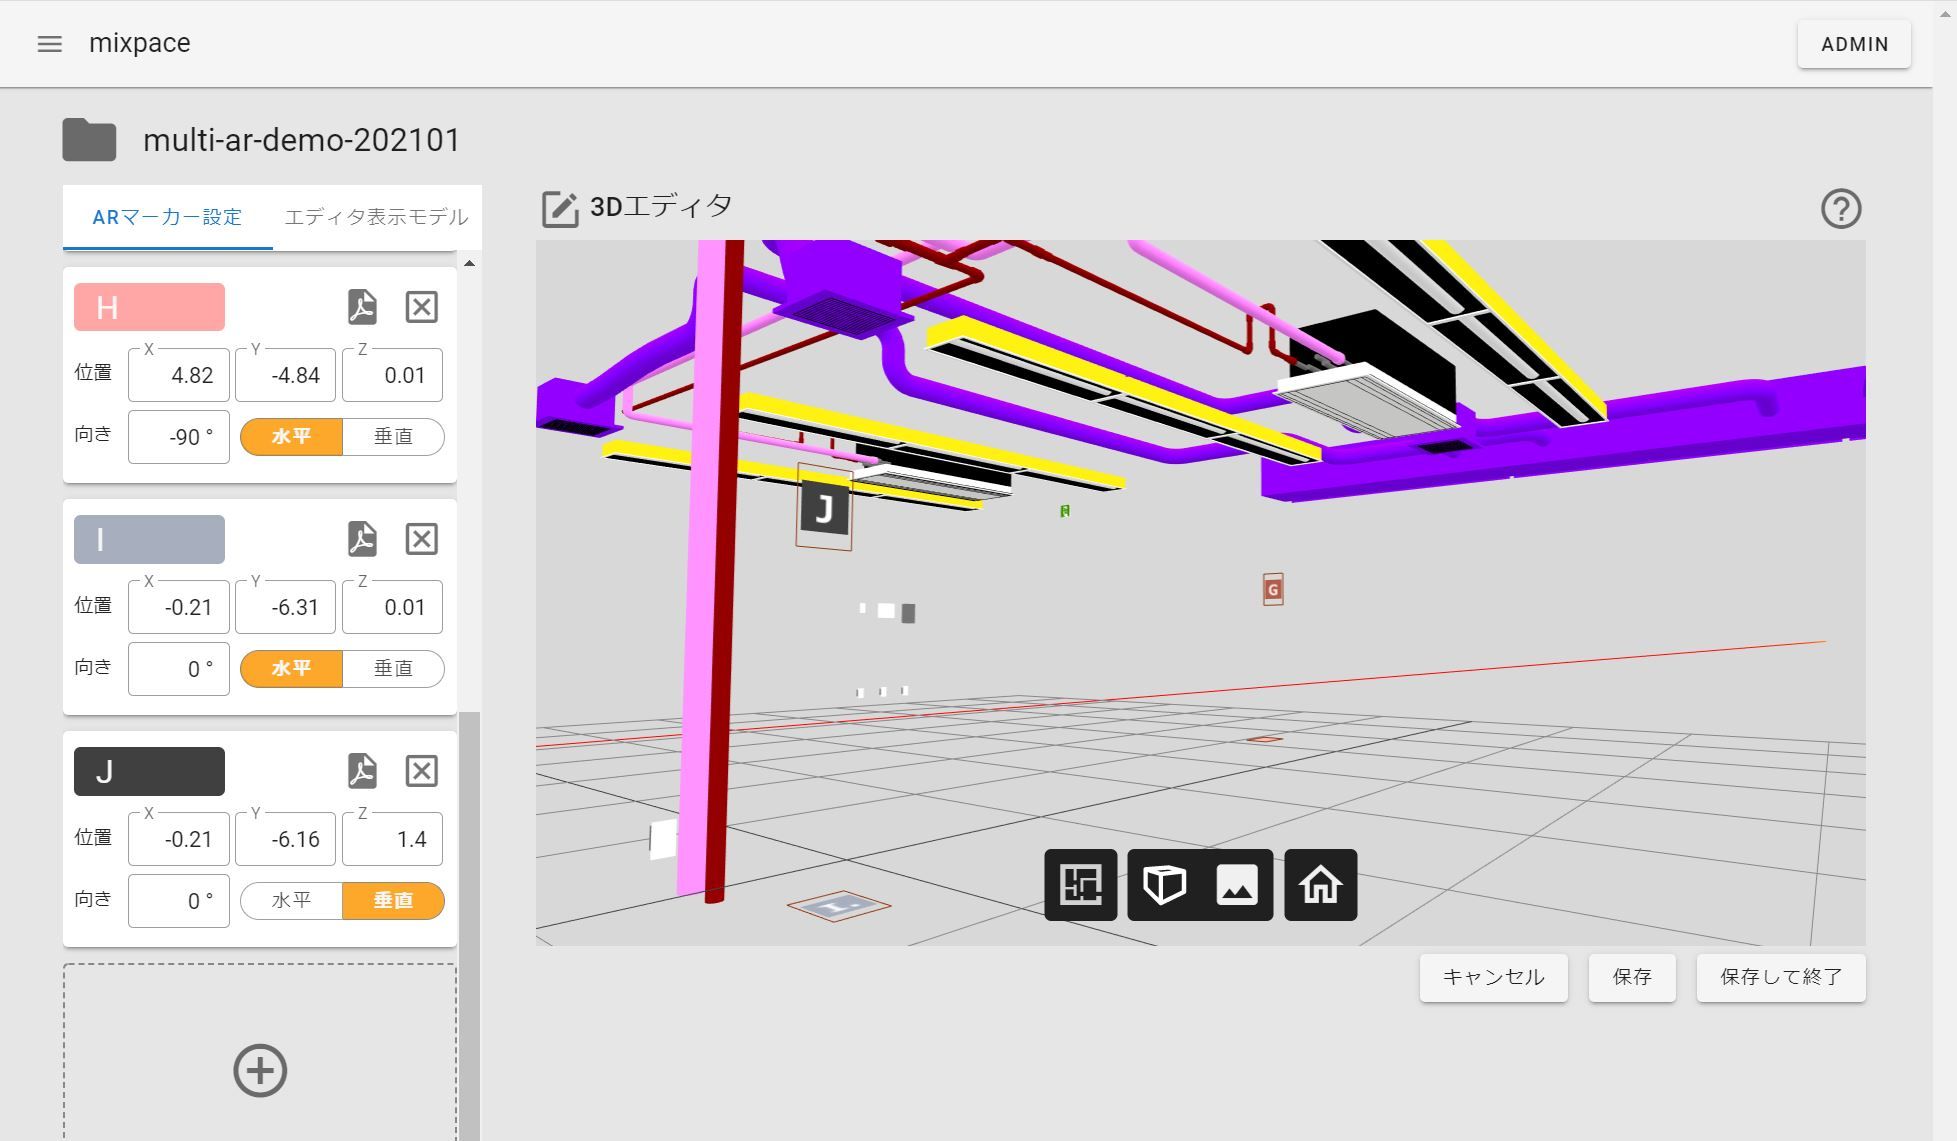 mixpace
ADMIN
multi-ar-demo-202101
ARマーカー設定
エディタ表示モデル
H
位置
X
4.82
Y
-4.84
Z
0.01
向き
-90 °
水平
垂直
I
位置
X
-0.21
Y
-6.31
Z
0.01
向き
0 °
水平
垂直
J
位置
X
-0.21
Y
-6.16
Z
1.4
向き
0 °
水平
垂直
3Dエディタ
J
G
I
キャンセル
保存
保存して終了